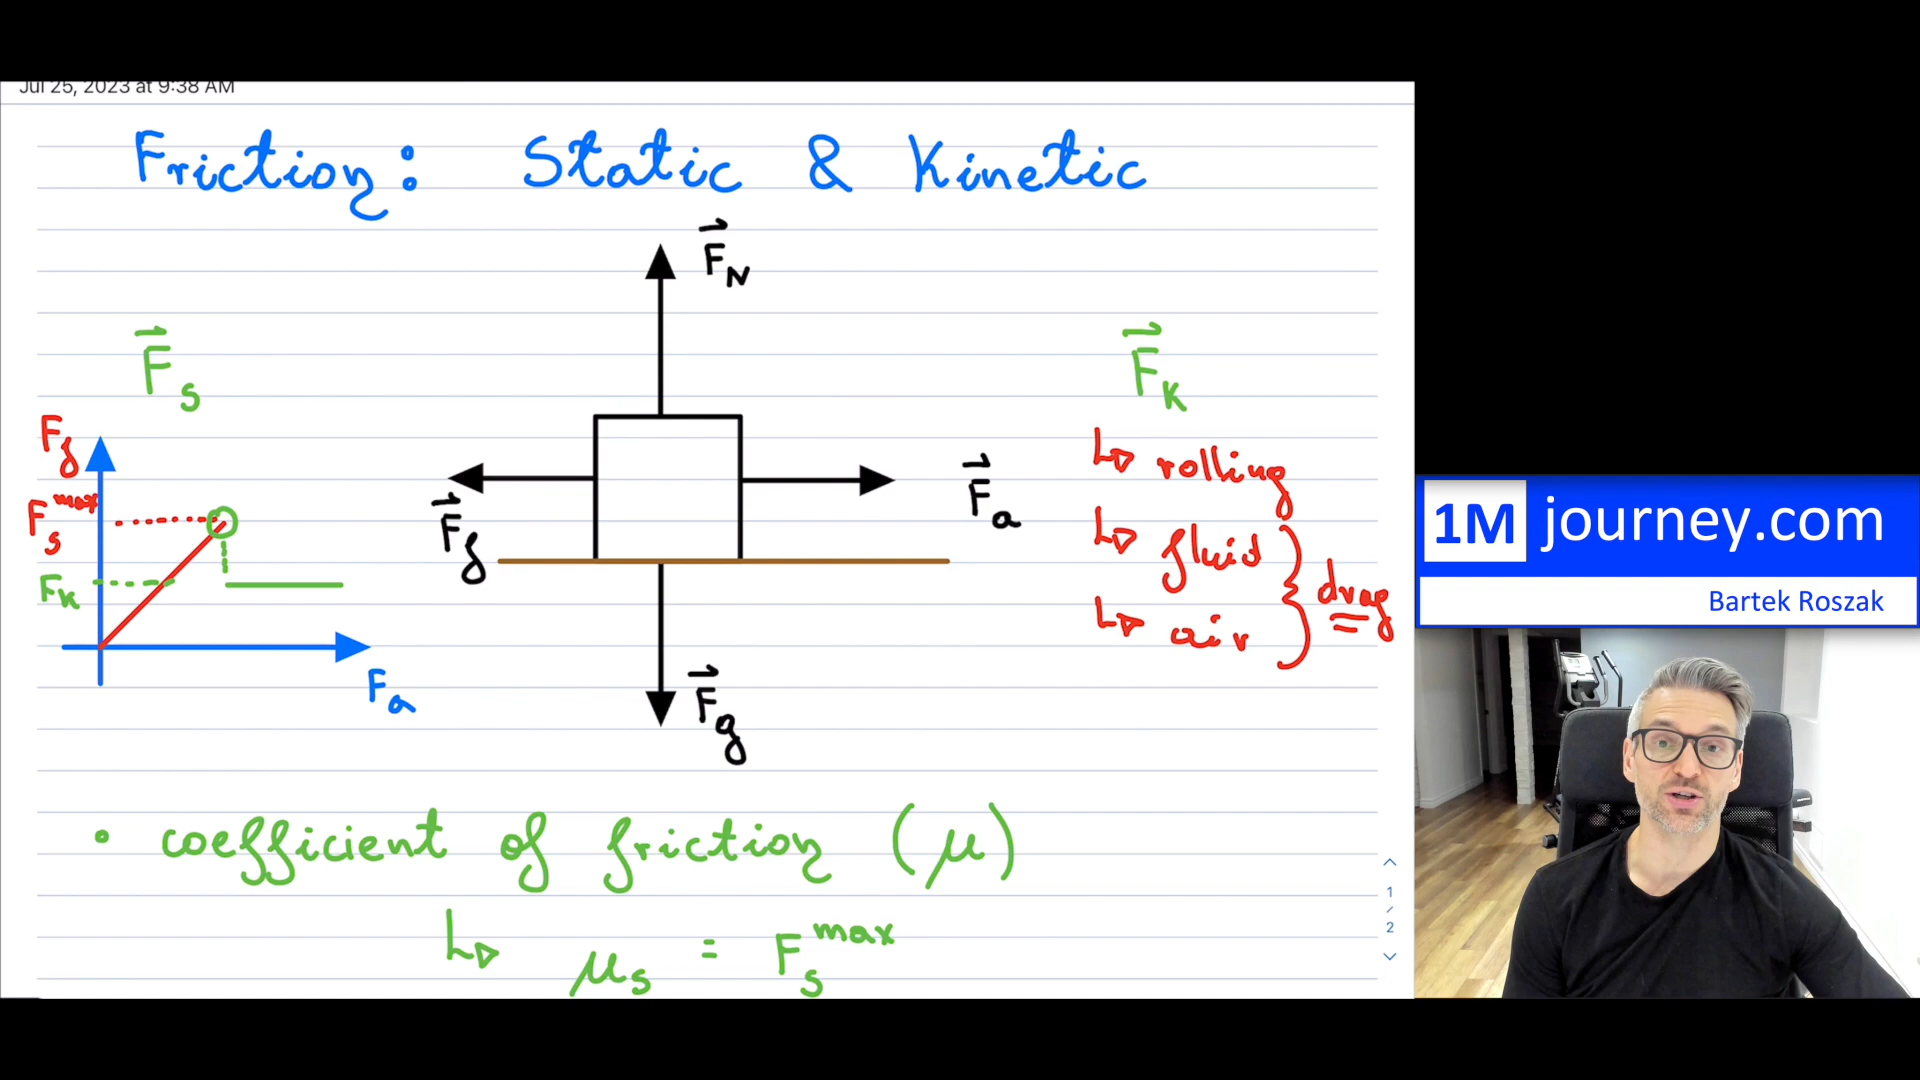 Jul 25, 2023 at 9:38 AM
Friction: Static & Kinetic
F_N
F_s
F_k
F_f
F_s^max
F_k
F_a
F_f
F_a
F_g
rolling
fluid
air
drag
• coefficient of friction (μ)
μ_s = F_s^max
1
/
2
1M journey.com
Bartek Roszak